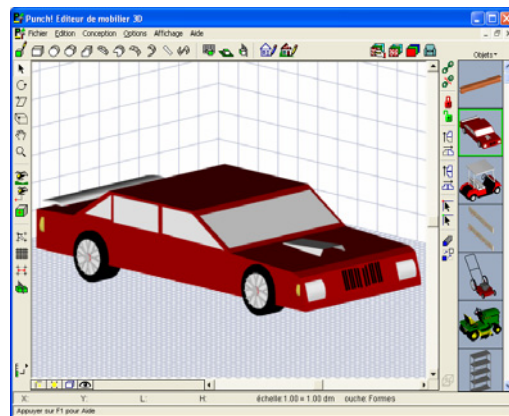 Punch! Editeur de mobilier 3D
Fichier Edition Conception Options Affichage Aide
Objets
X: Y: L: H: échelle:1.00 = 1.00 dm ouche: Formes
Appuyer sur F1 pour Aide